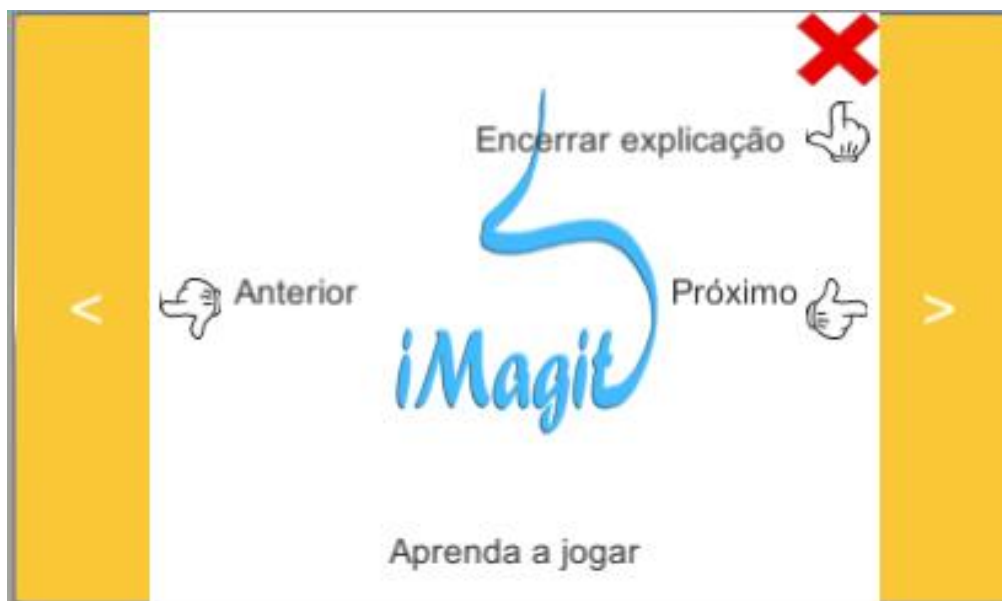 Encerrar explicação
< Anterior Próximo >
iMagit
Aprenda a jogar